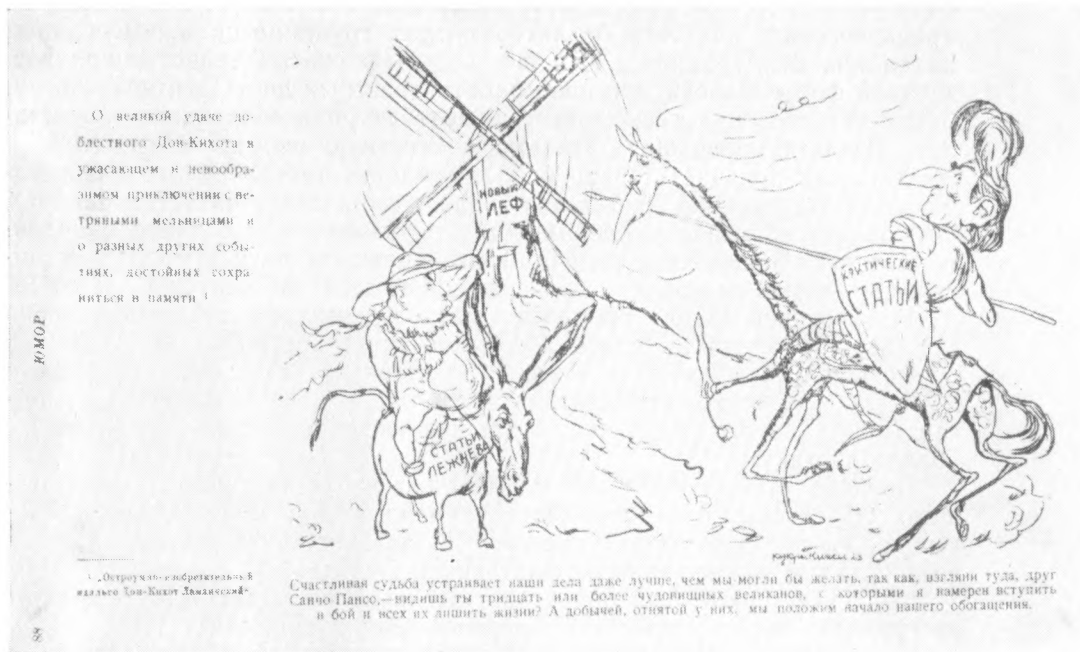 О великой удаче до-
блестного Дон-Кихота в
ужасающем и невообра-
зимом приключении с ве-
тряными мельницами и
о разных других собы-
тиях, достойных сохра
ниться в памяти 1
ЮМОР
НОВЫЙ
ЛЕФ
КРИТИЧЕСКИЕ
СТАТЬИ
СТАТЬИ
ЛЕЖНЕВА
1 „Остроумно-изобретательный
идальго Дон-Кихот Ламанчский“
Счастливая судьба устраивает наши дела даже лучше, чем мы могли бы желать, так как, взгляни туда, друг
Санчо-Пансо,—видишь ты тридцать или более чудовищных великанов, с которыми я намерен вступить
в бой и всех их лишить жизни? А добычей, отнятой у них, мы положим начало нашего обогащения.
88